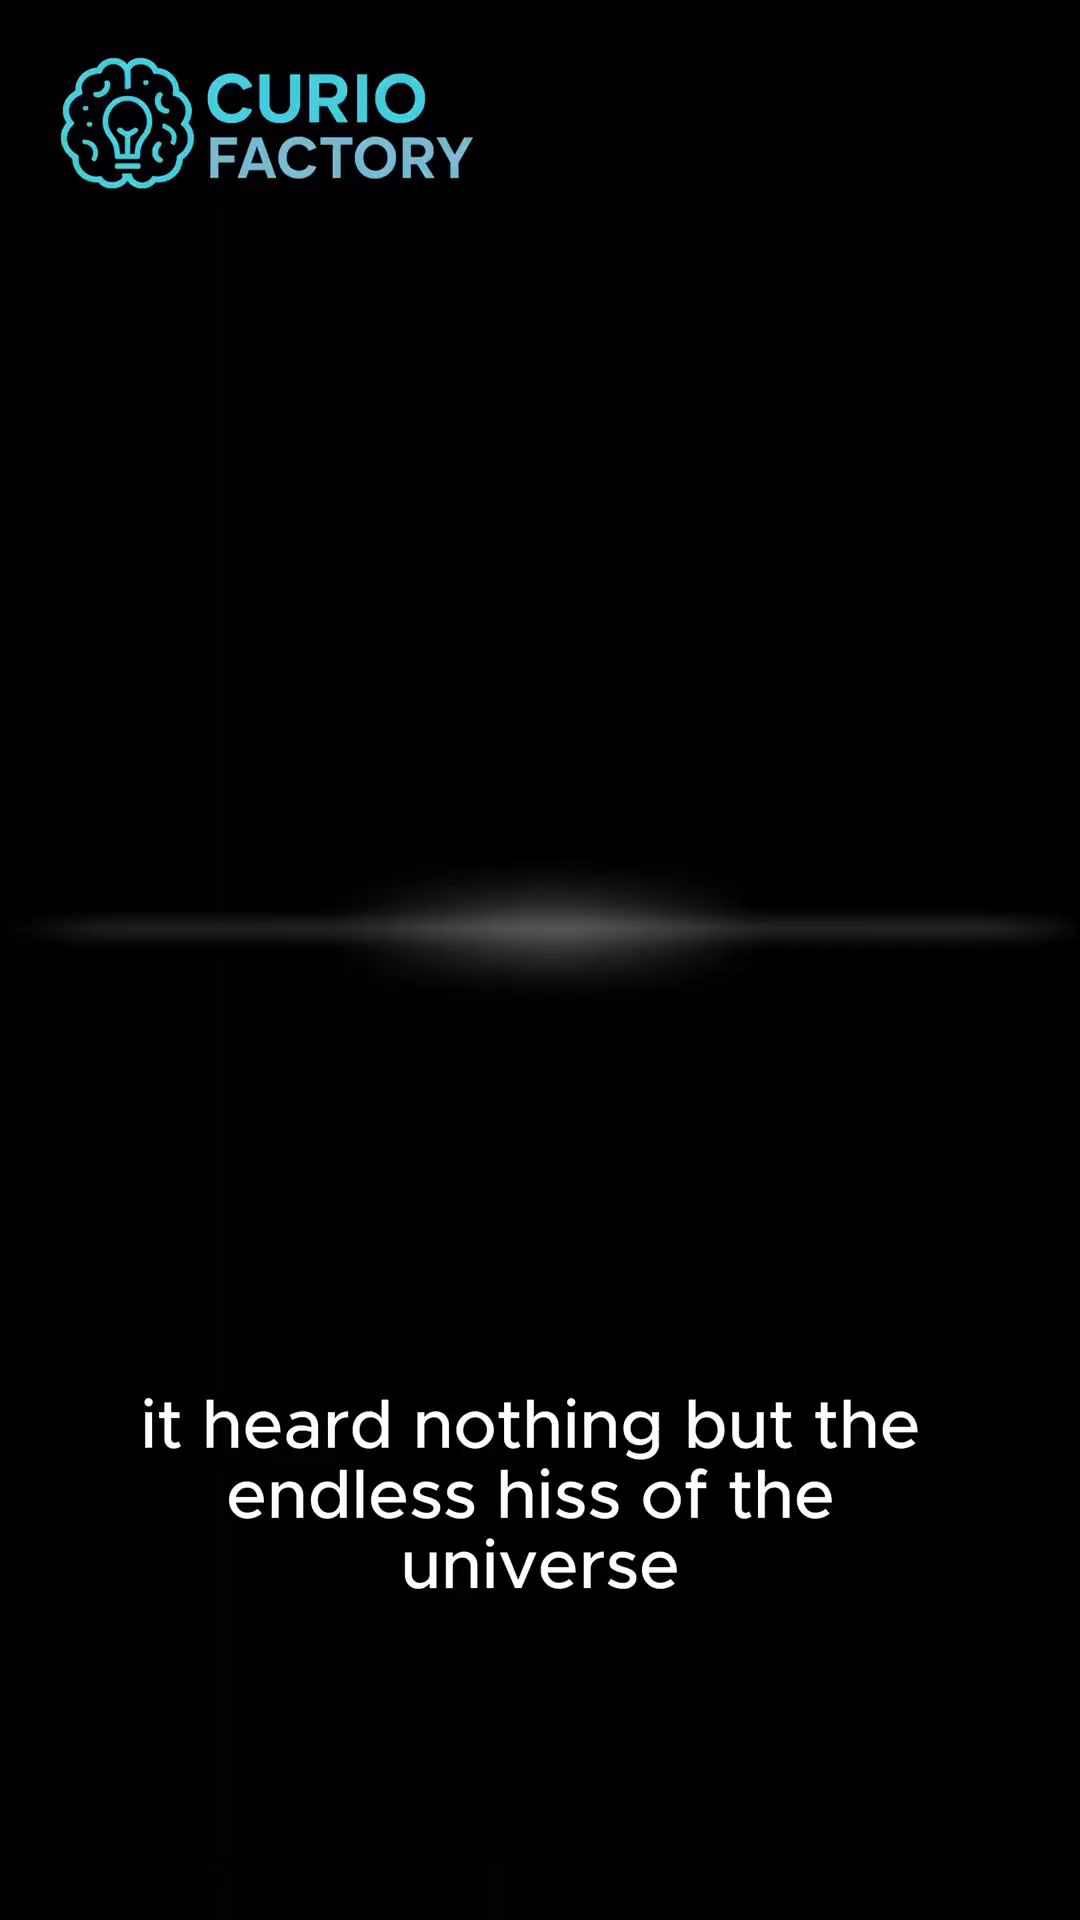 CURIO
FACTORY
it heard nothing but the
endless hiss of the
universe